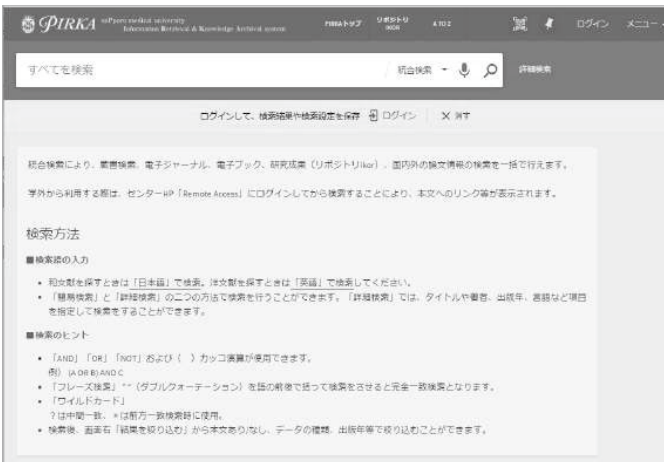 PIRKA sapporo medical university
Information Retrieval & Knowledge Archival system
PIRKAトップ
リポジトリ
ikor
A TO Z
ログイン
メニュー
すべてを検索
統合検索
詳細検索
ログインして、検索結果や検索設定を保存 ログイン × 消す
統合検索により、蔵書検索、電子ジャーナル、電子ブック、研究成果（リポジトリikor）、国内外の論文情報の検索を一括で行えます。
学外から利用する際は、センターHP「Remote Access」にログインしてから検索することにより、本文へのリンク等が表示されます。
検索方法
■検索語の入力
• 和文献を探すときは「日本語」で検索。洋文献を探すときは「英語」で検索してください。
• 「簡易検索」と「詳細検索」の二つの方法で検索を行うことができます。「詳細検索」では、タイトルや著者、出版年、言語など項目
を指定して検索をすることができます。
■検索のヒント
• 「AND」「OR」「NOT」および（ ）カッコ演算が使用できます。
例）(A OR B) AND C
• 「フレーズ検索」" "（ダブルクォーテーション）を語の前後で括って検索をさせると完全一致検索となります。
• 「ワイルドカード」
？は中間一致、＊は前方一致検索時に使用。
• 検索後、画面右「結果を絞り込む」から本文あり/なし、データの種類、出版年等で絞り込むことができます。